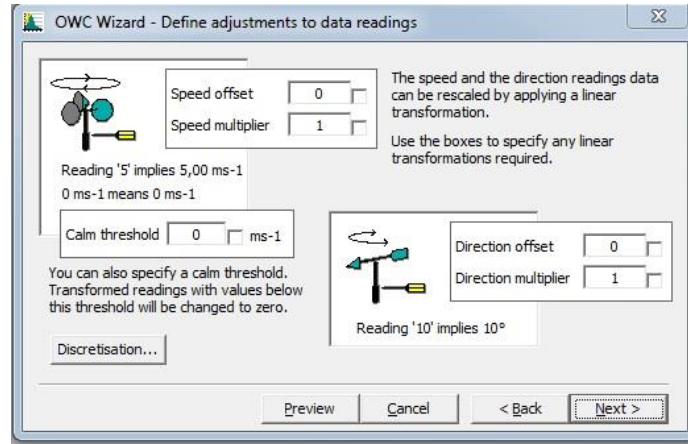 OWC Wizard - Define adjustments to data readings
Speed offset 0
Speed multiplier 1
Reading '5' implies 5,00 ms-1
0 ms-1 means 0 ms-1
The speed and the direction readings data
can be rescaled by applying a linear
transformation.
Use the boxes to specify any linear
transformations required.
Calm threshold 0 ms-1
You can also specify a calm threshold.
Transformed readings with values below
this threshold will be changed to zero.
Direction offset 0
Direction multiplier 1
Reading '10' implies 10°
Discretisation...
Preview Cancel < Back Next >